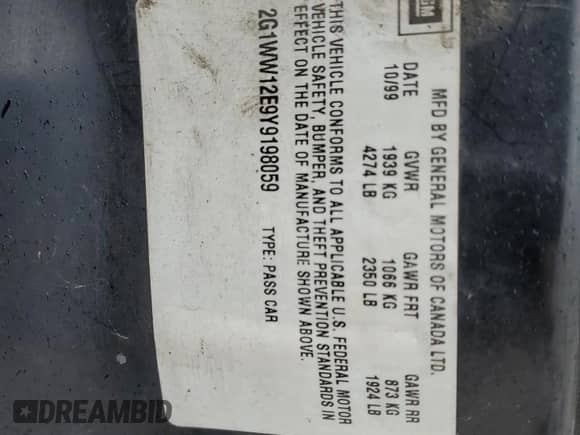 GM
MFD BY GENERAL MOTORS OF CANADA LTD.
DATE GVWR GAWR FRT GAWR RR
10/99 1939 KG 1066 KG 873 KG
4274 LB 2350 LB 1924 LB
THIS VEHICLE CONFORMS TO ALL APPLICABLE U.S. FEDERAL MOTOR
VEHICLE SAFETY, BUMPER, AND THEFT PREVENTION STANDARDS IN
EFFECT ON THE DATE OF MANUFACTURE SHOWN ABOVE.
2G1WW12E9Y9198059 TYPE: PASS CAR
DREAMBID